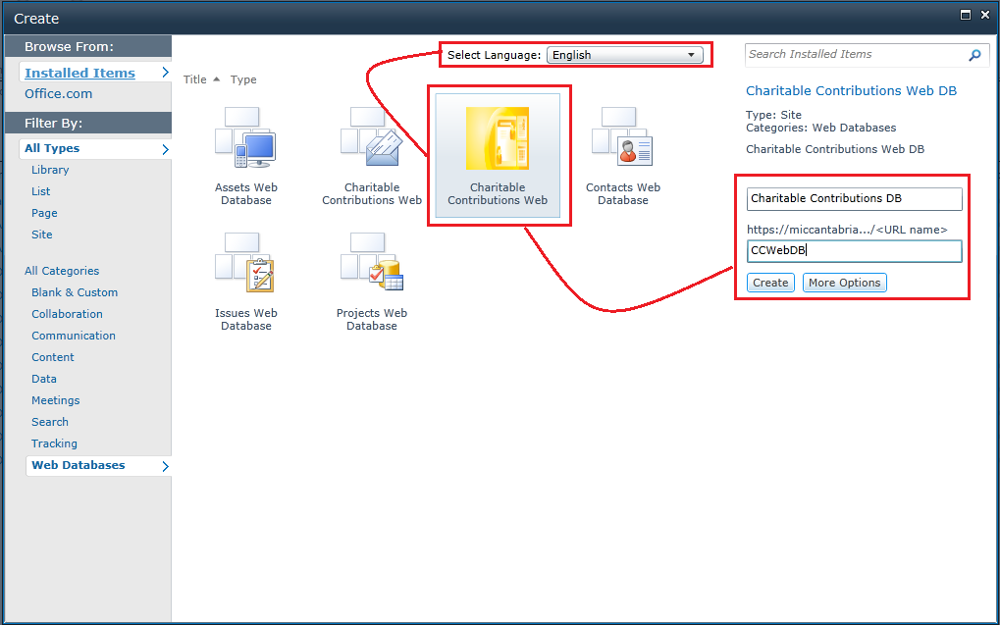 Create
Browse From:
Installed Items
Office.com
Filter By:
All Types
Library
List
Page
Site
All Categories
Blank & Custom
Collaboration
Communication
Content
Data
Meetings
Search
Tracking
Web Databases
Select Language: English
Title Type
Assets Web
Database
Charitable
Contributions Web
Charitable
Contributions Web
Contacts Web
Database
Issues Web
Database
Projects Web
Database
Search Installed Items
Charitable Contributions Web DB
Type: Site
Categories: Web Databases
Charitable Contributions Web DB
Charitable Contributions DB
https://miccantabria.../<URL name>
CCWebDB
Create More Options